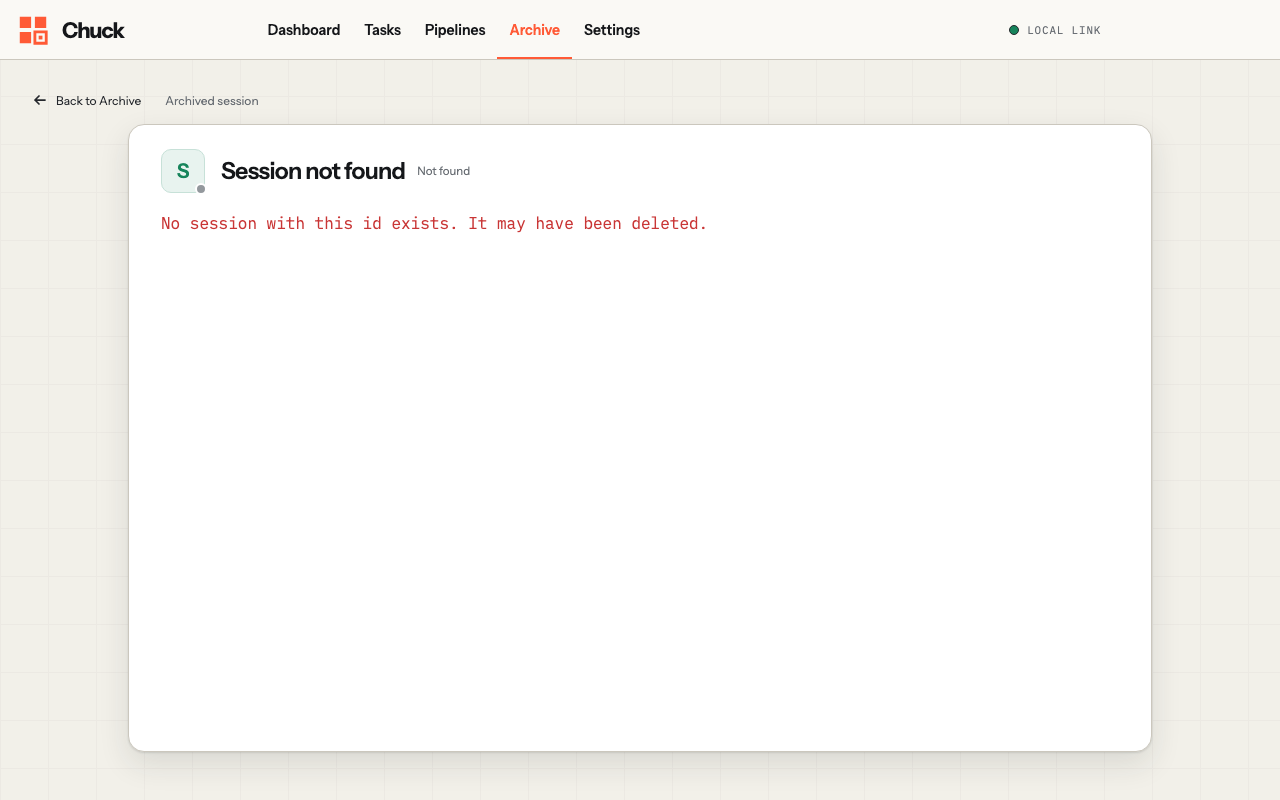 Chuck
Dashboard Tasks Pipelines Archive Settings
LOCAL LINK
Back to Archive Archived session
S
Session not found Not found
No session with this id exists. It may have been deleted.